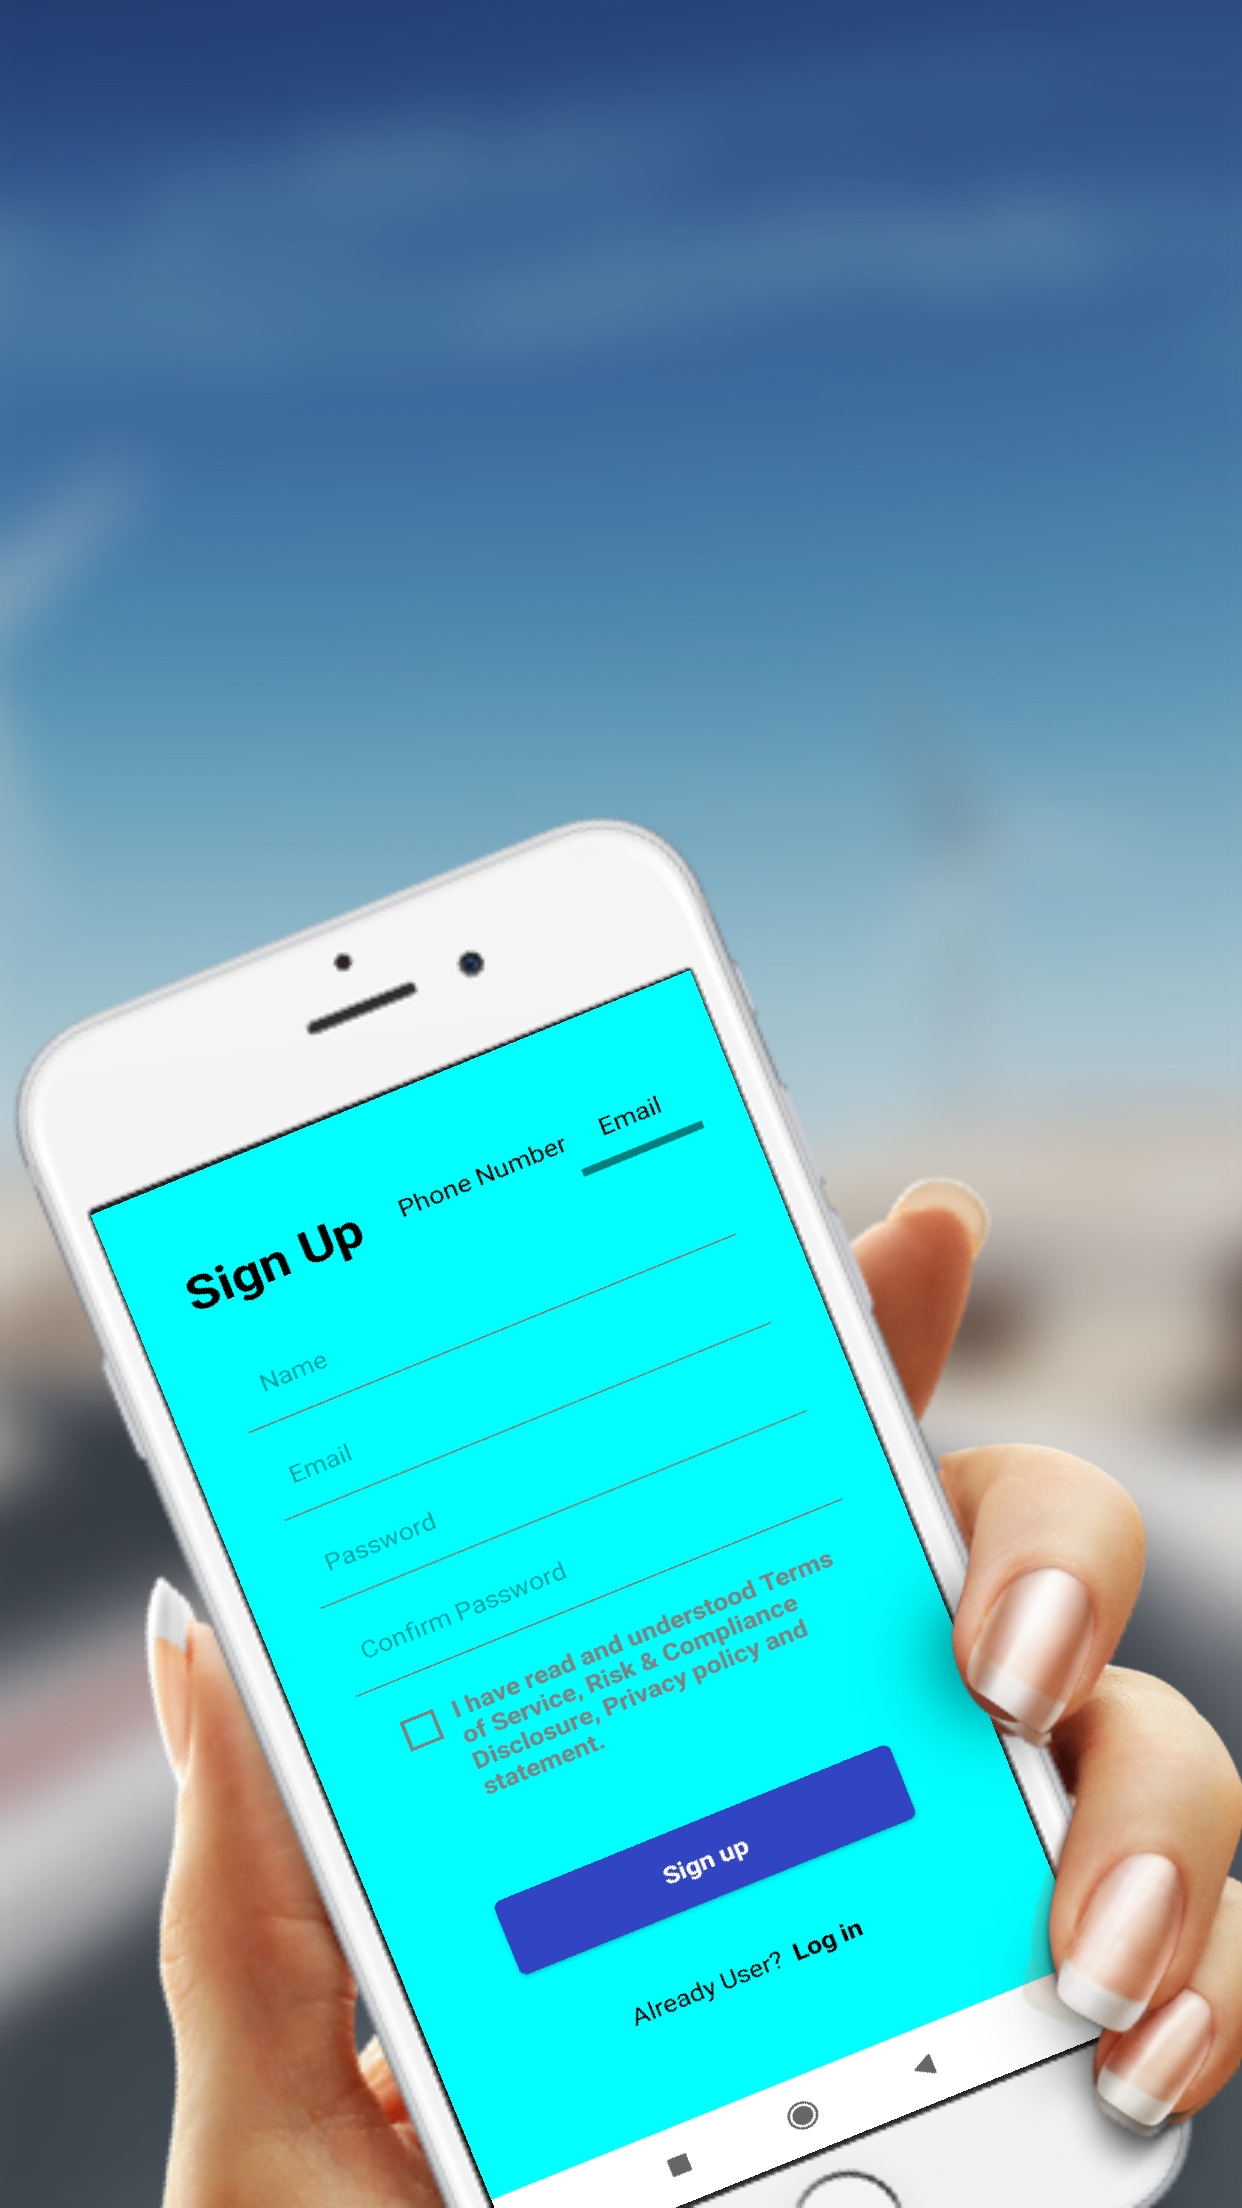 Sign Up
Phone Number
Email
Name
Email
Password
Confirm Password
I have read and understood Terms
of Service, Risk & Compliance
Disclosure, Privacy policy and
statement.
Sign up
Already User? Log in